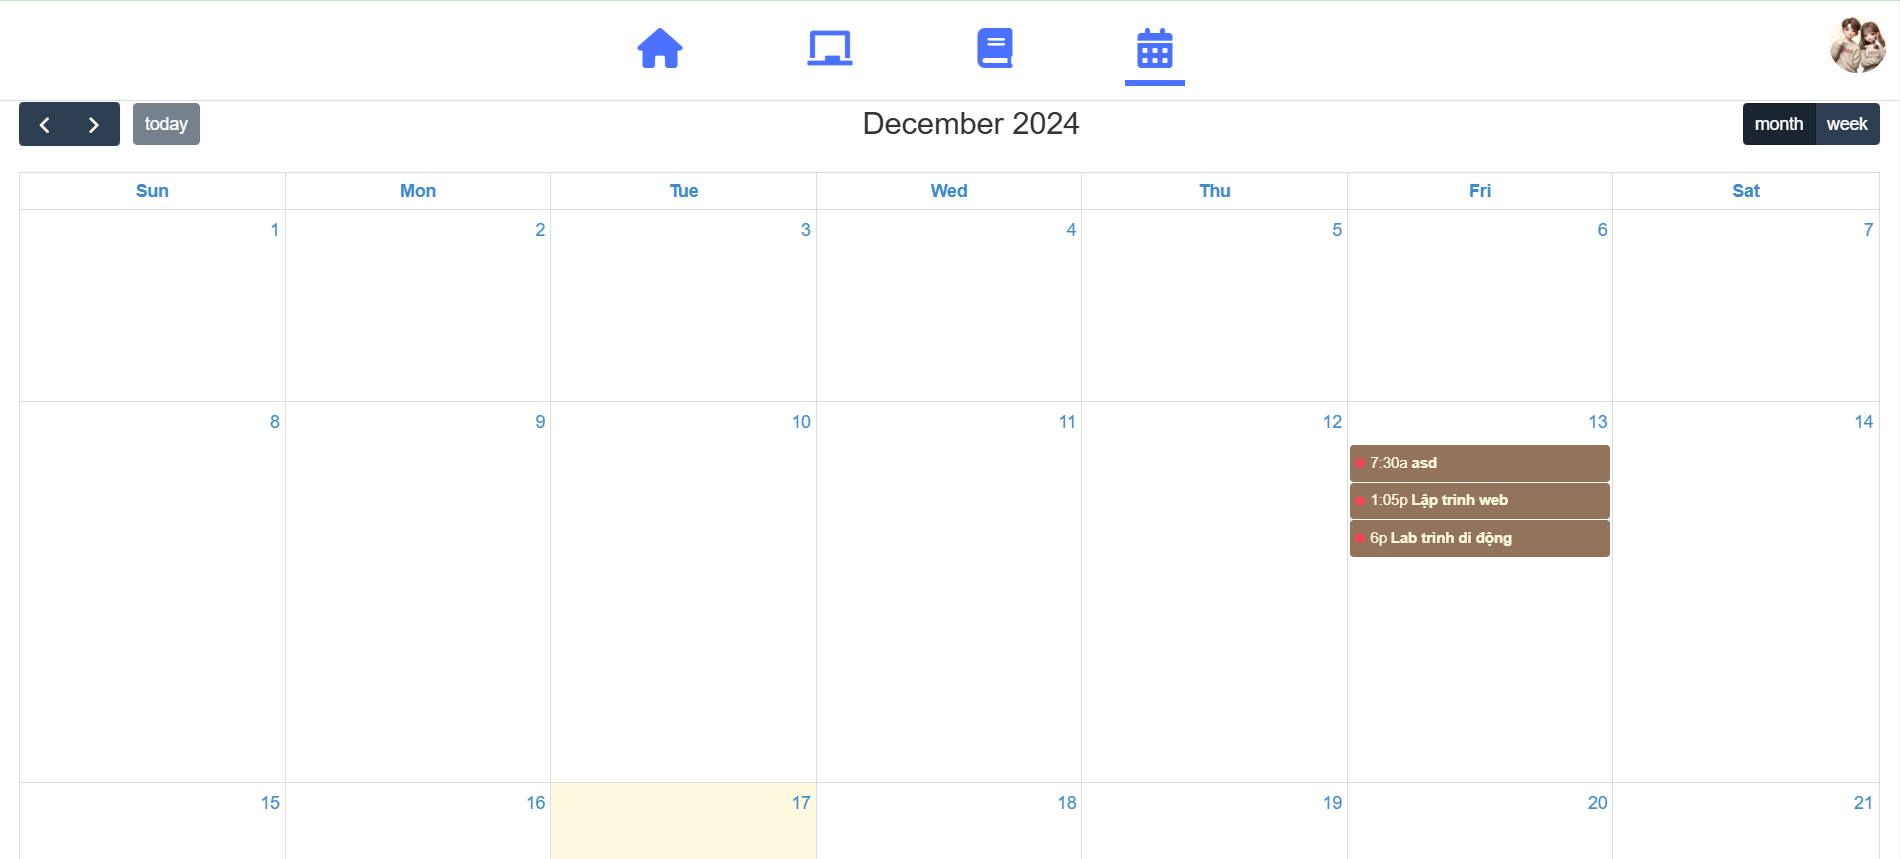 today
December 2024
month week
Sun Mon Tue Wed Thu Fri Sat
1 2 3 4 5 6 7
8 9 10 11 12 13 14
7:30a asd
1:05p Lập trình web
6p Lab trình di động
15 16 17 18 19 20 21